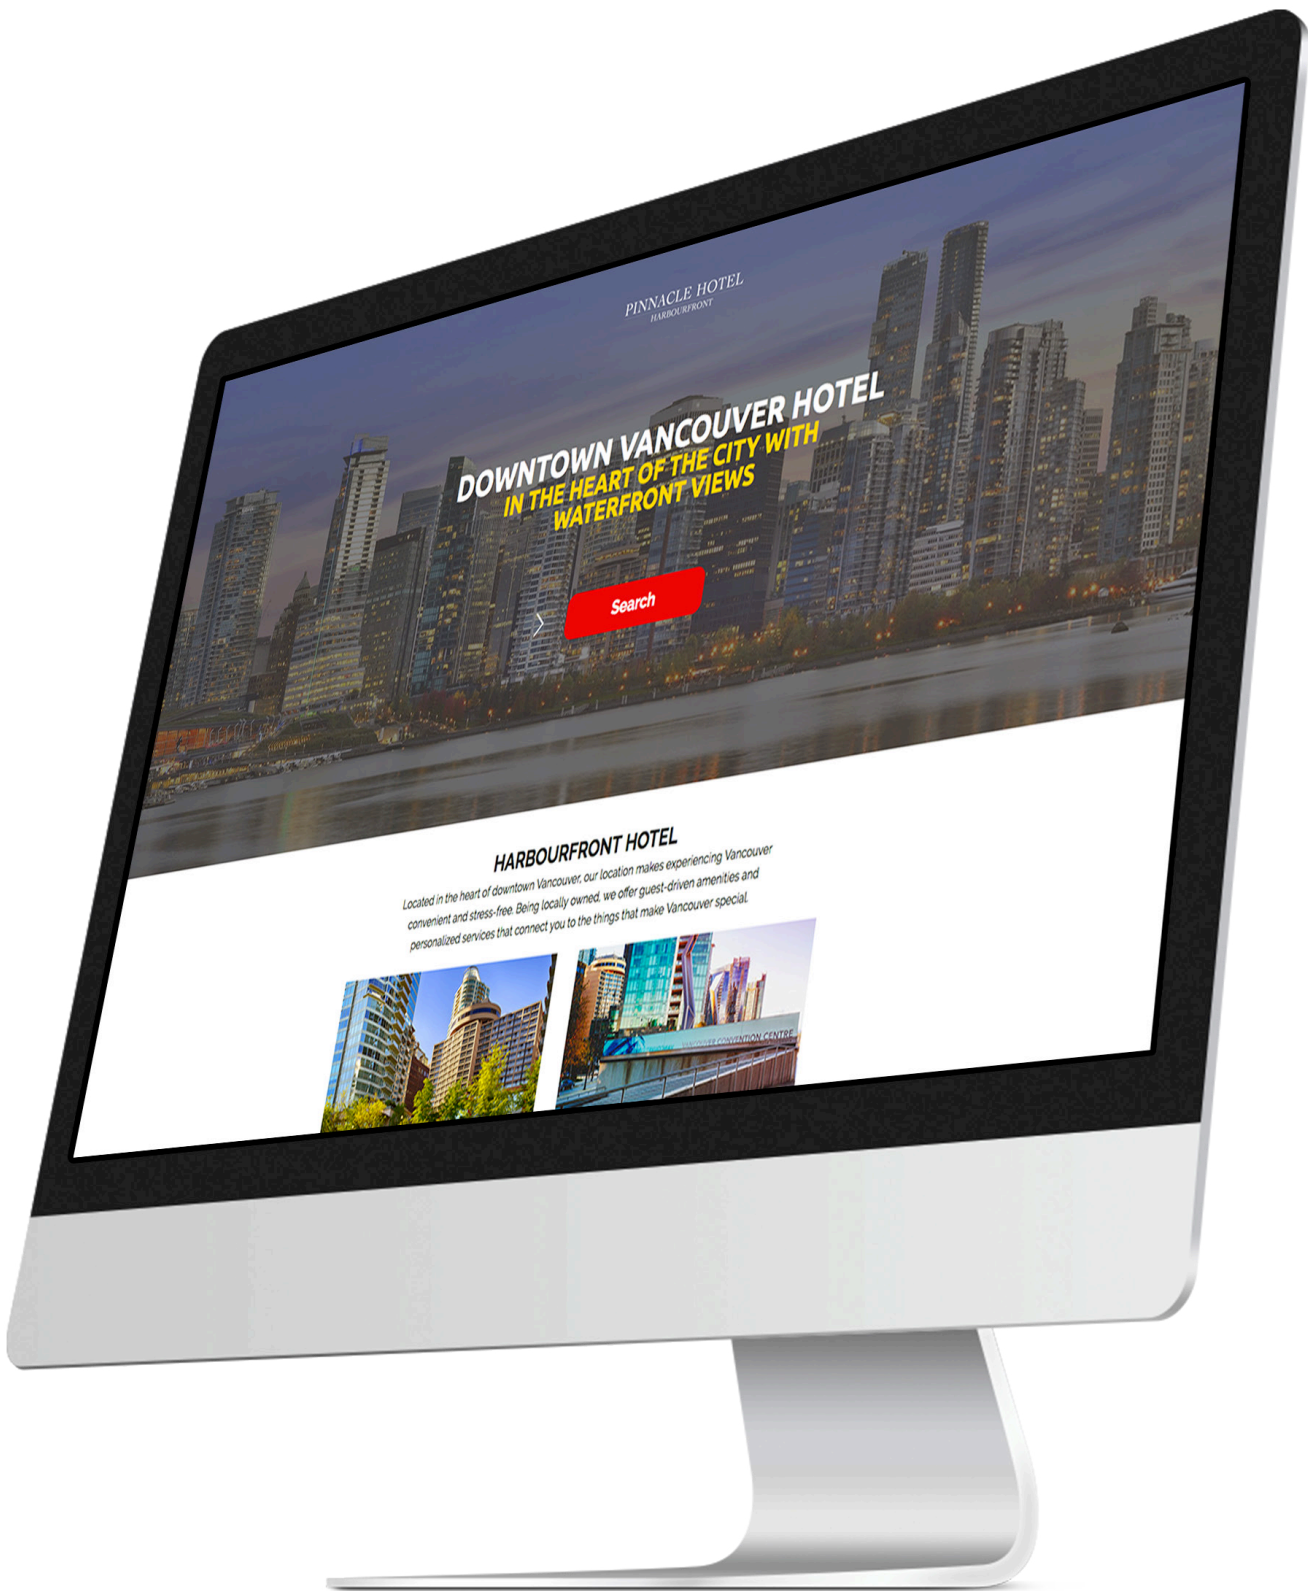 PINNACLE HOTEL
HARBOURFRONT
DOWNTOWN VANCOUVER HOTEL
IN THE HEART OF THE CITY WITH
WATERFRONT VIEWS
Search
HARBOURFRONT HOTEL
Located in the heart of downtown Vancouver, our location makes experiencing Vancouver
convenient and stress-free. Being locally owned, we offer guest-driven amenities and
personalized services that connect you to the things that make Vancouver special.
VANCOUVER CONVENTION CENTRE